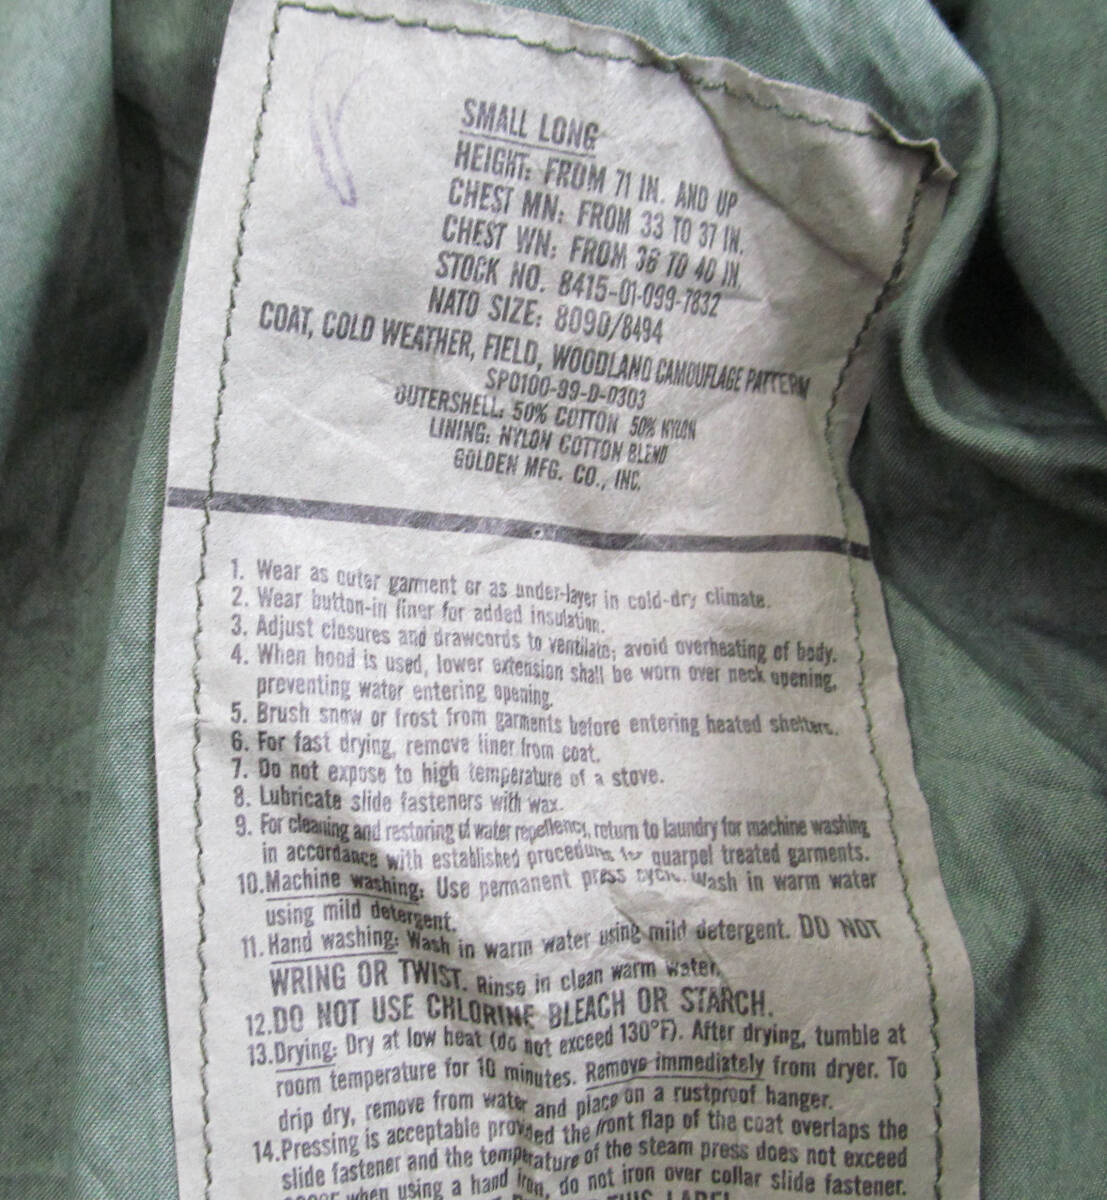 SMALL LONG
HEIGHT: FROM 71 IN. AND UP
CHEST MN: FROM 33 TO 37 IN.
CHEST WN: FROM 36 TO 40 IN.
STOCK NO. 8415-01-099-7832
NATO SIZE: 8090/8494
COAT, COLD WEATHER, FIELD, WOODLAND CAMOUFLAGE PATTERN
SPO100-99-D-0303
OUTERSHELL: 50% COTTON 50% NYLON
LINING: NYLON COTTON BLEND
GOLDEN MFG. CO., INC.
1. Wear as outer garment or as under-layer in cold-dry climate.
2. Wear button-in liner for added insulation.
3. Adjust closures and drawcords to ventilate; avoid overheating of body.
4. When hood is used, lower extension shall be worn over neck opening,
preventing water entering opening.
5. Brush snow or frost from garments before entering heated shelters.
6. For fast drying, remove liner from coat.
7. Do not expose to high temperature of a stove.
8. Lubricate slide fasteners with wax.
9. For cleaning and restoring of water repellency, return to laundry for machine washing
in accordance with established procedures for quarpel treated garments.
10. Machine washing: Use permanent press cycle. Wash in warm water
using mild detergent.
11. Hand washing: Wash in warm water using mild detergent. DO NOT
WRING OR TWIST. Rinse in clean warm water.
12. DO NOT USE CHLORINE BLEACH OR STARCH.
13. Drying: Dry at low heat (do not exceed 130°F). After drying, tumble at
room temperature for 10 minutes. Remove immediately from dryer. To
drip dry, remove from water and place on a rustproof hanger.
14. Pressing is acceptable provided the front flap of the coat overlaps the
slide fastener and the temperature of the steam press does not exceed
when using a hand iron, do not iron over collar slide fastener.
THIS LABEL